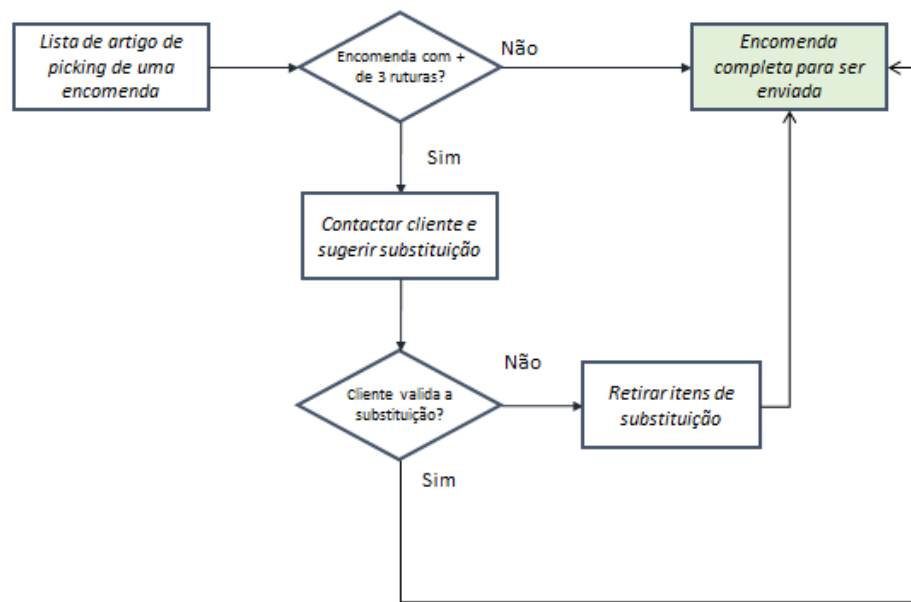 Lista de artigo de
picking de uma
encomenda
Encomenda com +
de 3 ruturas?
Não
Encomenda
completa para ser
enviada
Sim
Contactar cliente e
sugerir substituição
Cliente valida a
substituição?
Não
Retirar itens de
substituição
Sim